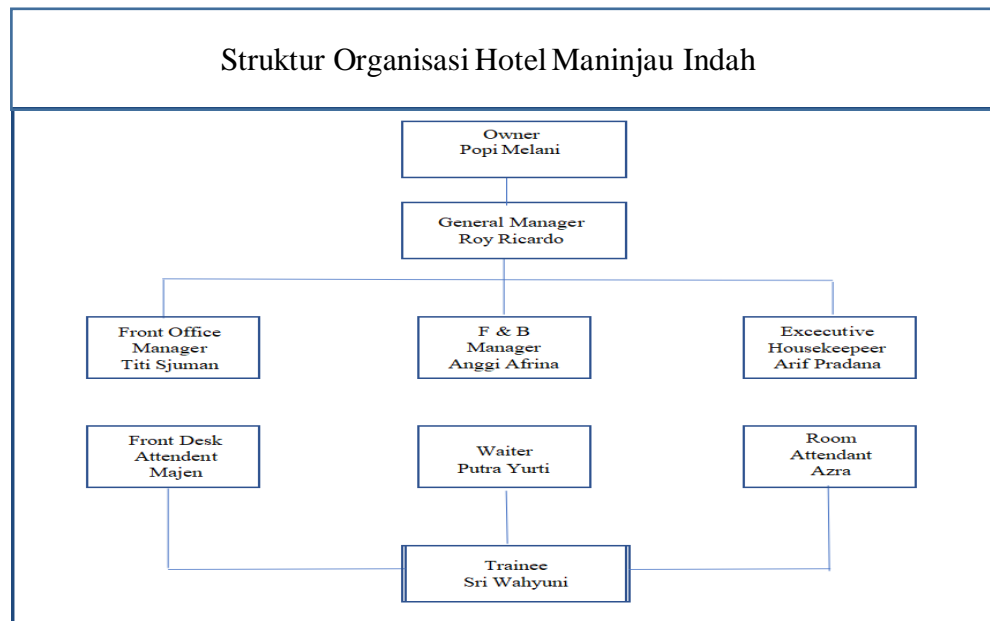 Struktur Organisasi Hotel Maninjau Indah
Owner
Popi Melani
General Manager
Roy Ricardo
Front Office
Manager
Titi Sjuman
F & B
Manager
Anggi Afrina
Excecutive
Housekeepeer
Arif Pradana
Front Desk
Attendent
Majen
Waiter
Putra Yurti
Room
Attendant
Azra
Trainee
Sri Wahyuni